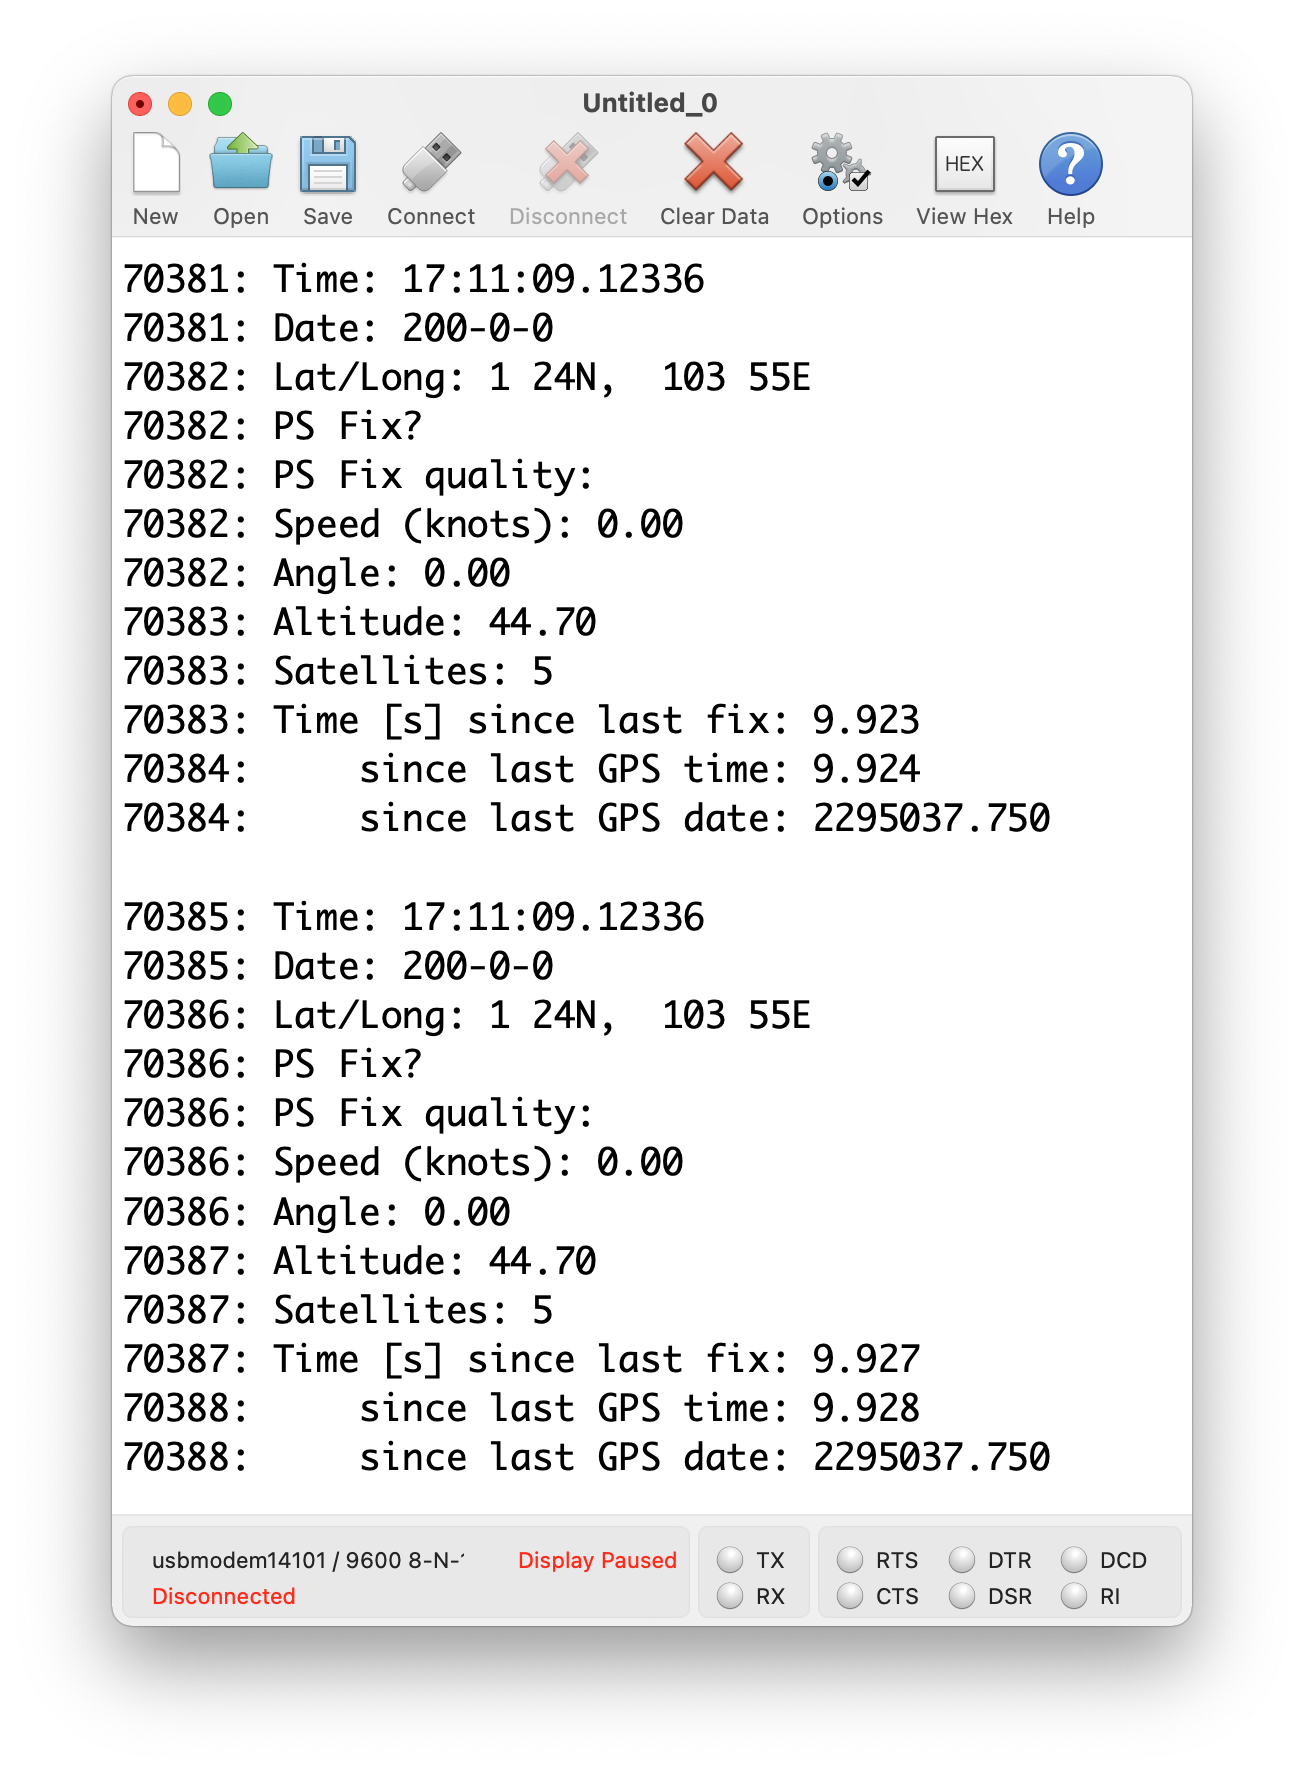 Untitled_0
New Open Save Connect Disconnect Clear Data Options HEX View Hex Help
70381: Time: 17:11:09.12336
70381: Date: 200-0-0
70382: Lat/Long: 1 24N,  103 55E
70382: PS Fix?
70382: PS Fix quality:
70382: Speed (knots): 0.00
70382: Angle: 0.00
70383: Altitude: 44.70
70383: Satellites: 5
70383: Time [s] since last fix: 9.923
70384:     since last GPS time: 9.924
70384:     since last GPS date: 2295037.750

70385: Time: 17:11:09.12336
70385: Date: 200-0-0
70386: Lat/Long: 1 24N,  103 55E
70386: PS Fix?
70386: PS Fix quality:
70386: Speed (knots): 0.00
70386: Angle: 0.00
70387: Altitude: 44.70
70387: Satellites: 5
70387: Time [s] since last fix: 9.927
70388:     since last GPS time: 9.928
70388:     since last GPS date: 2295037.750
usbmodem14101 / 9600 8-N- Display Paused TX RTS DTR DCD
Disconnected RX CTS DSR RI